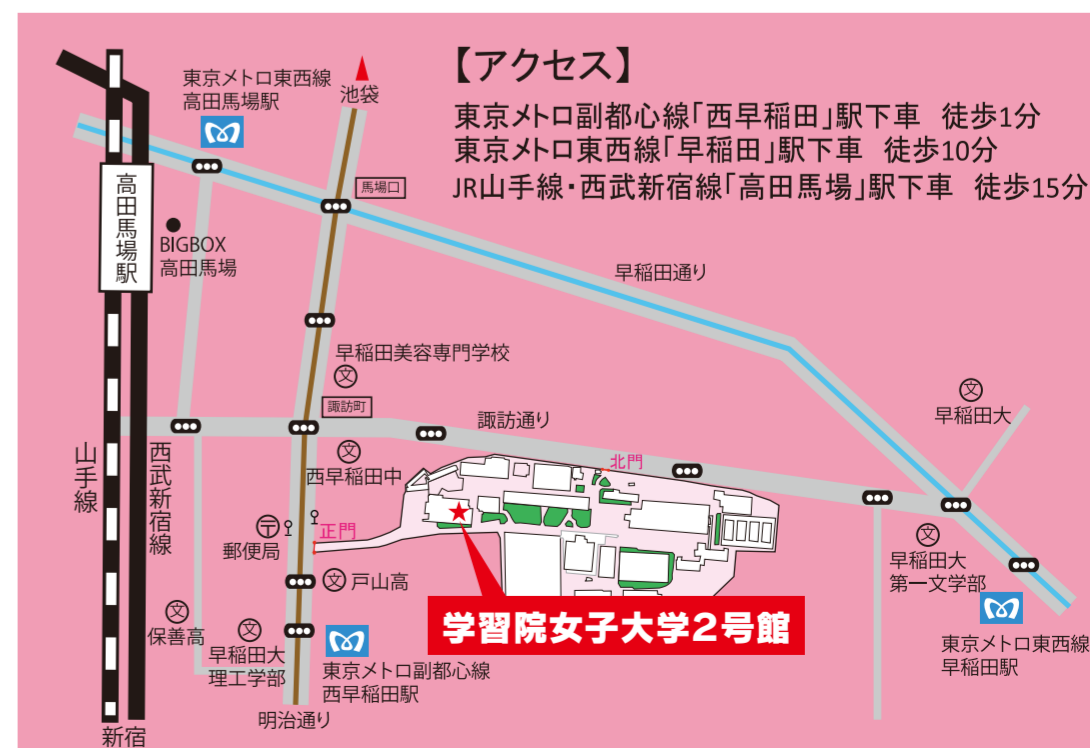 【アクセス】
東京メトロ副都心線「西早稲田」駅下車 徒歩1分
東京メトロ東西線「早稲田」駅下車 徒歩10分
JR山手線・西武新宿線「高田馬場」駅下車 徒歩15分
東京メトロ東西線
高田馬場駅
池袋
馬場口
高田馬場駅
BIGBOX
高田馬場
早稲田通り
早稲田美容専門学校
文
諏訪町
諏訪通り
文
早稲田大
山手線
西武新宿線
文
西早稲田中
北門
〒
郵便局
正門
文
早稲田大
第一文学部
文 戸山高
学習院女子大学2号館
文
保善高
文
早稲田大
理工学部
東京メトロ副都心線
西早稲田駅
東京メトロ東西線
早稲田駅
明治通り
新宿